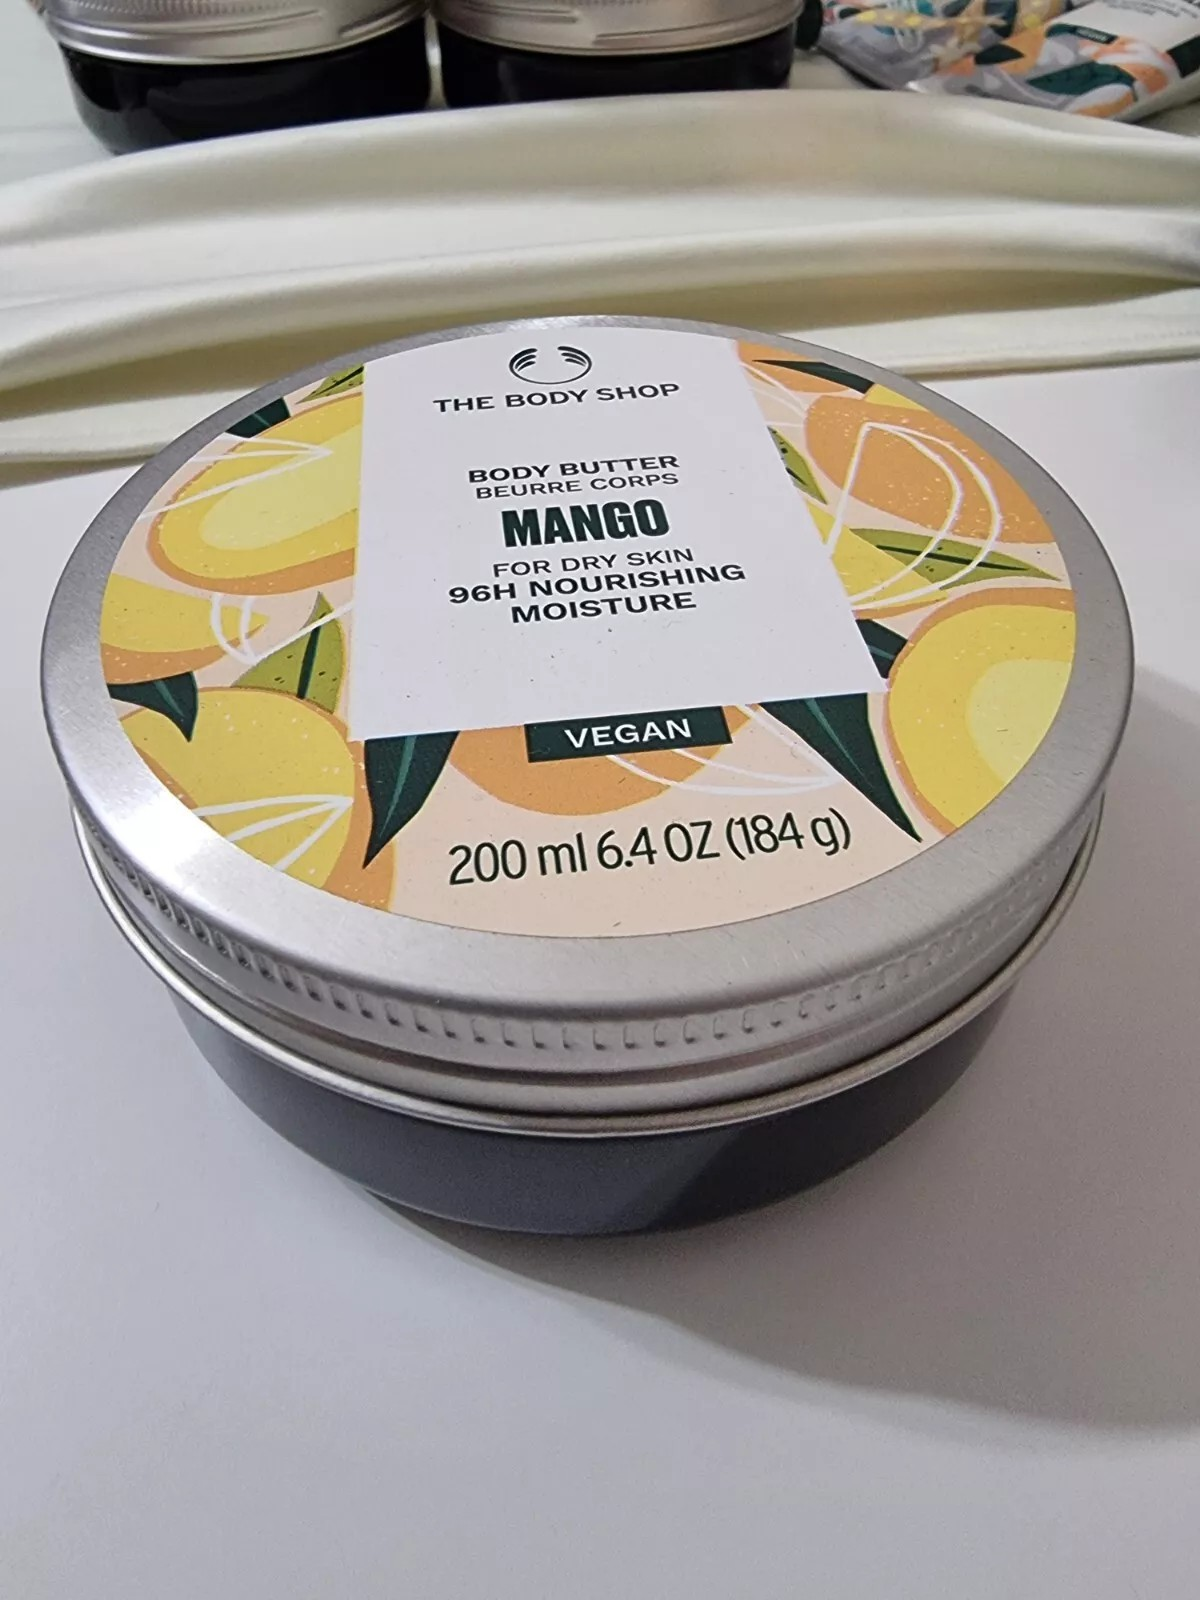 THE BODY SHOP
BODY BUTTER
BEURRE CORPS
MANGO
FOR DRY SKIN
96H NOURISHING
MOISTURE
VEGAN
200 ml 6.4 OZ (184 g)